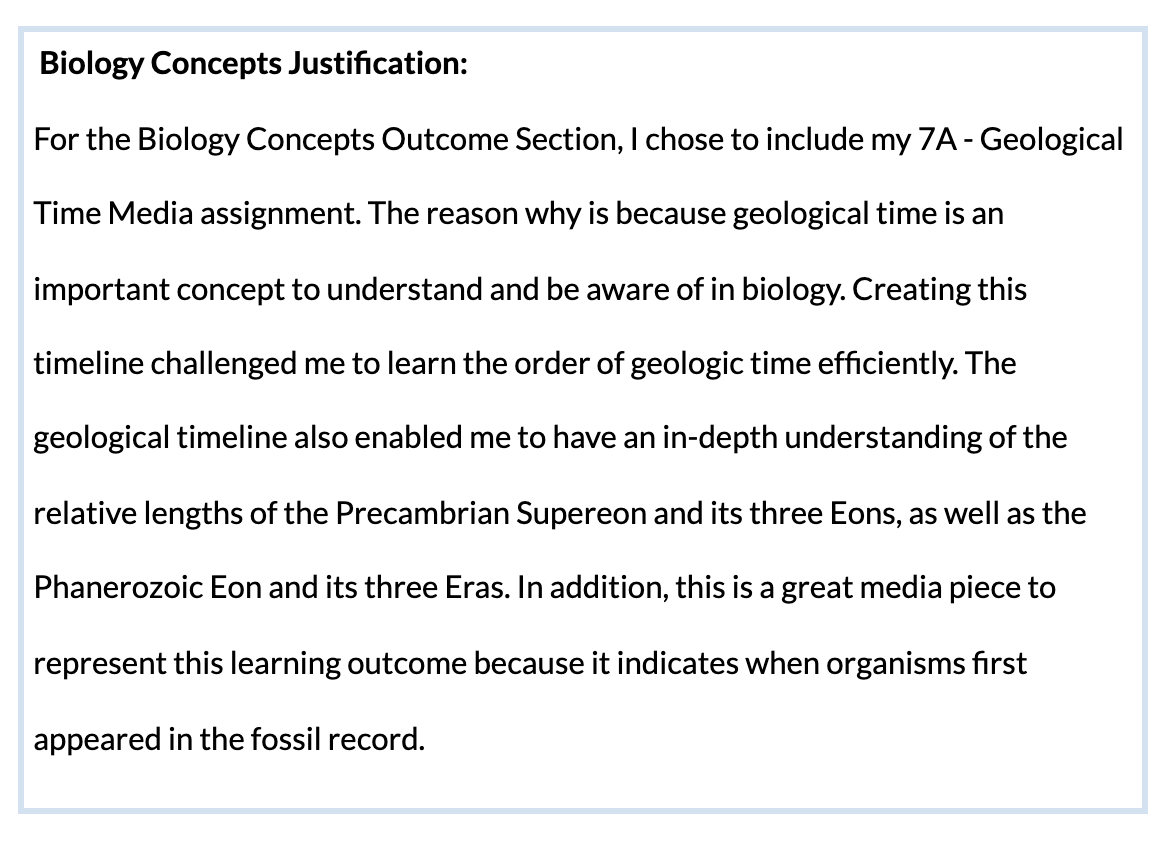 Biology Concepts Justification:
For the Biology Concepts Outcome Section, I chose to include my 7A - Geological
Time Media assignment. The reason why is because geological time is an
important concept to understand and be aware of in biology. Creating this
timeline challenged me to learn the order of geologic time efficiently. The
geological timeline also enabled me to have an in-depth understanding of the
relative lengths of the Precambrian Supereon and its three Eons, as well as the
Phanerozoic Eon and its three Eras. In addition, this is a great media piece to
represent this learning outcome because it indicates when organisms first
appeared in the fossil record.